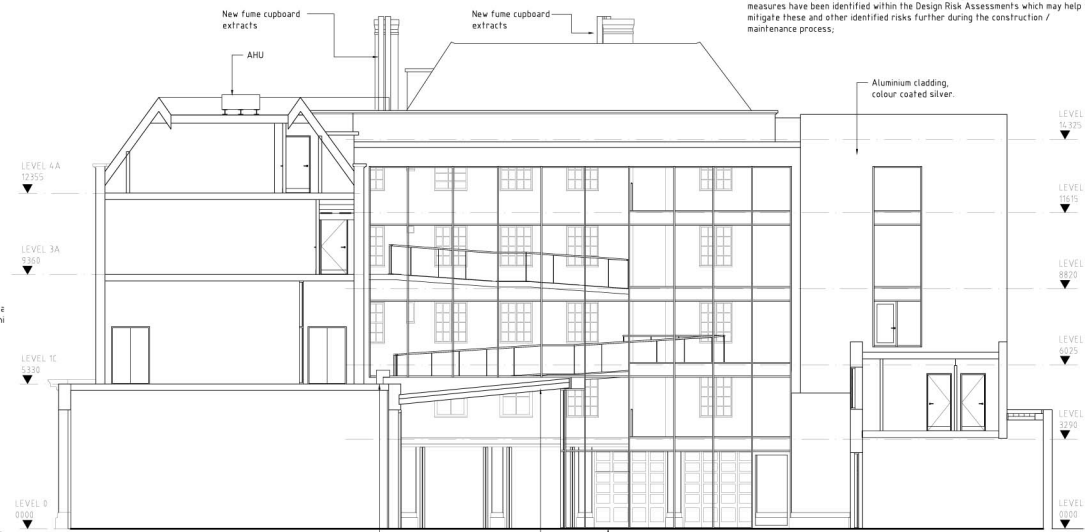 measures have been identified within the Design Risk Assessments which may help
mitigate these and other identified risks further during the construction /
maintenance process;
New fume cupboard
extracts
New fume cupboard
extracts
AHU
Aluminium cladding,
colour coated silver.
LEVEL 4A
12355
LEVEL 3A
9360
LEVEL 1C
5330
LEVEL 0
0000
LEVEL
14325
LEVEL
11615
LEVEL
8820
LEVEL
6025
LEVEL
3290
LEVEL
0000